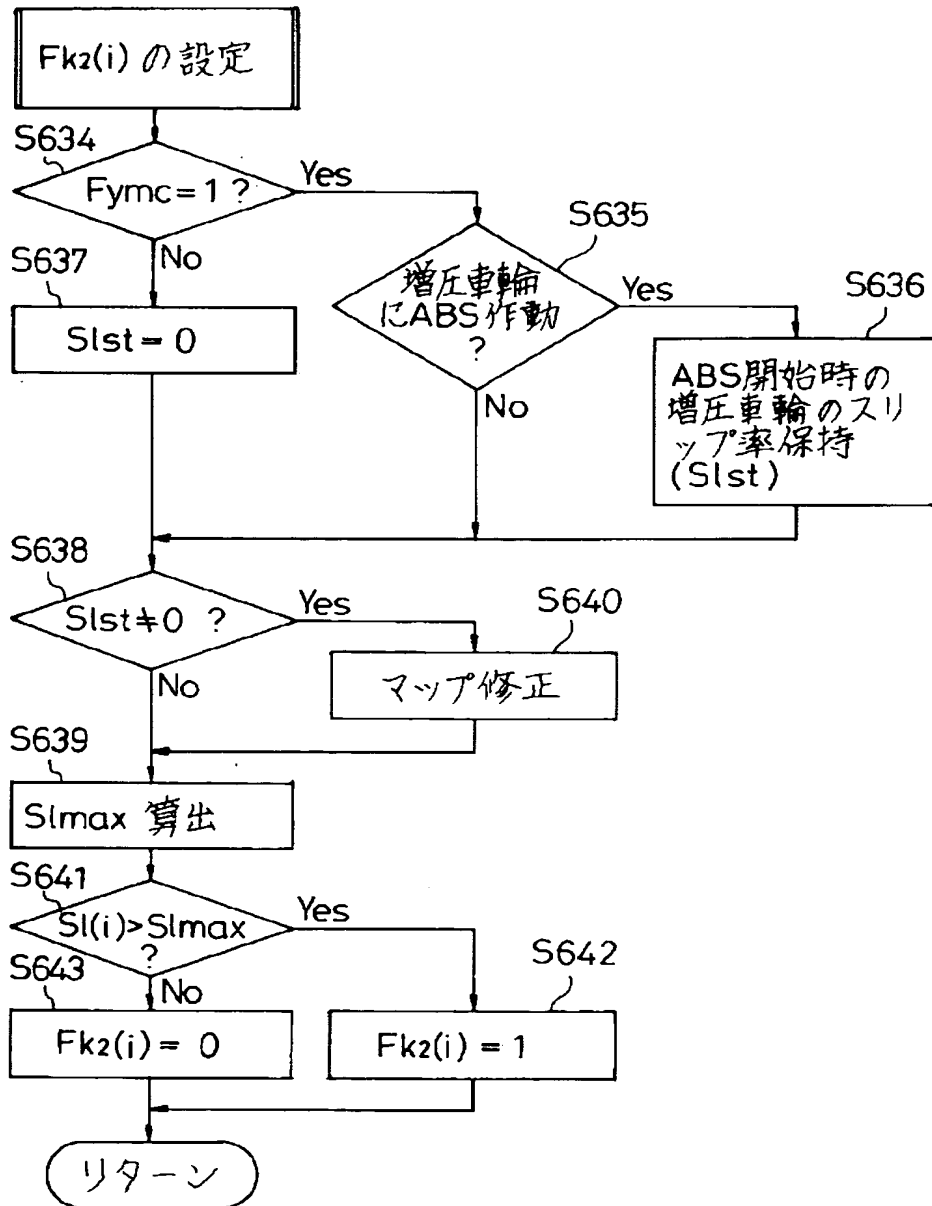 Fk2(i) の設定
S634
Fymc = 1 ?
Yes
No
S635
増圧車輪
にABS作動
?
Yes
No
S636
ABS開始時の
増圧車輪のスリ
ップ率保持
(Slst)
S637
Slst = 0
S638
Slst≠0 ?
Yes
No
S640
マップ修正
S639
Slmax 算出
S641
Sl(i)>Slmax
?
Yes
No
S643
Fk2(i) = 0
S642
Fk2(i) = 1
リターン